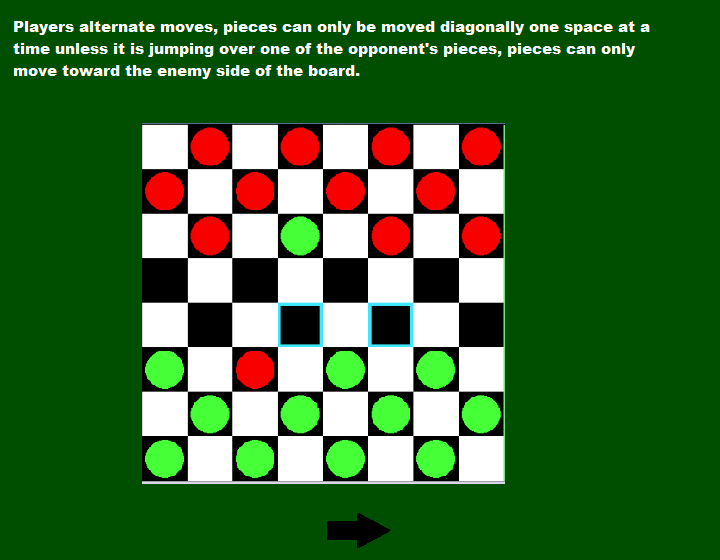 Players alternate moves, pieces can only be moved diagonally one space at a
time unless it is jumping over one of the opponent's pieces, pieces can only
move toward the enemy side of the board.